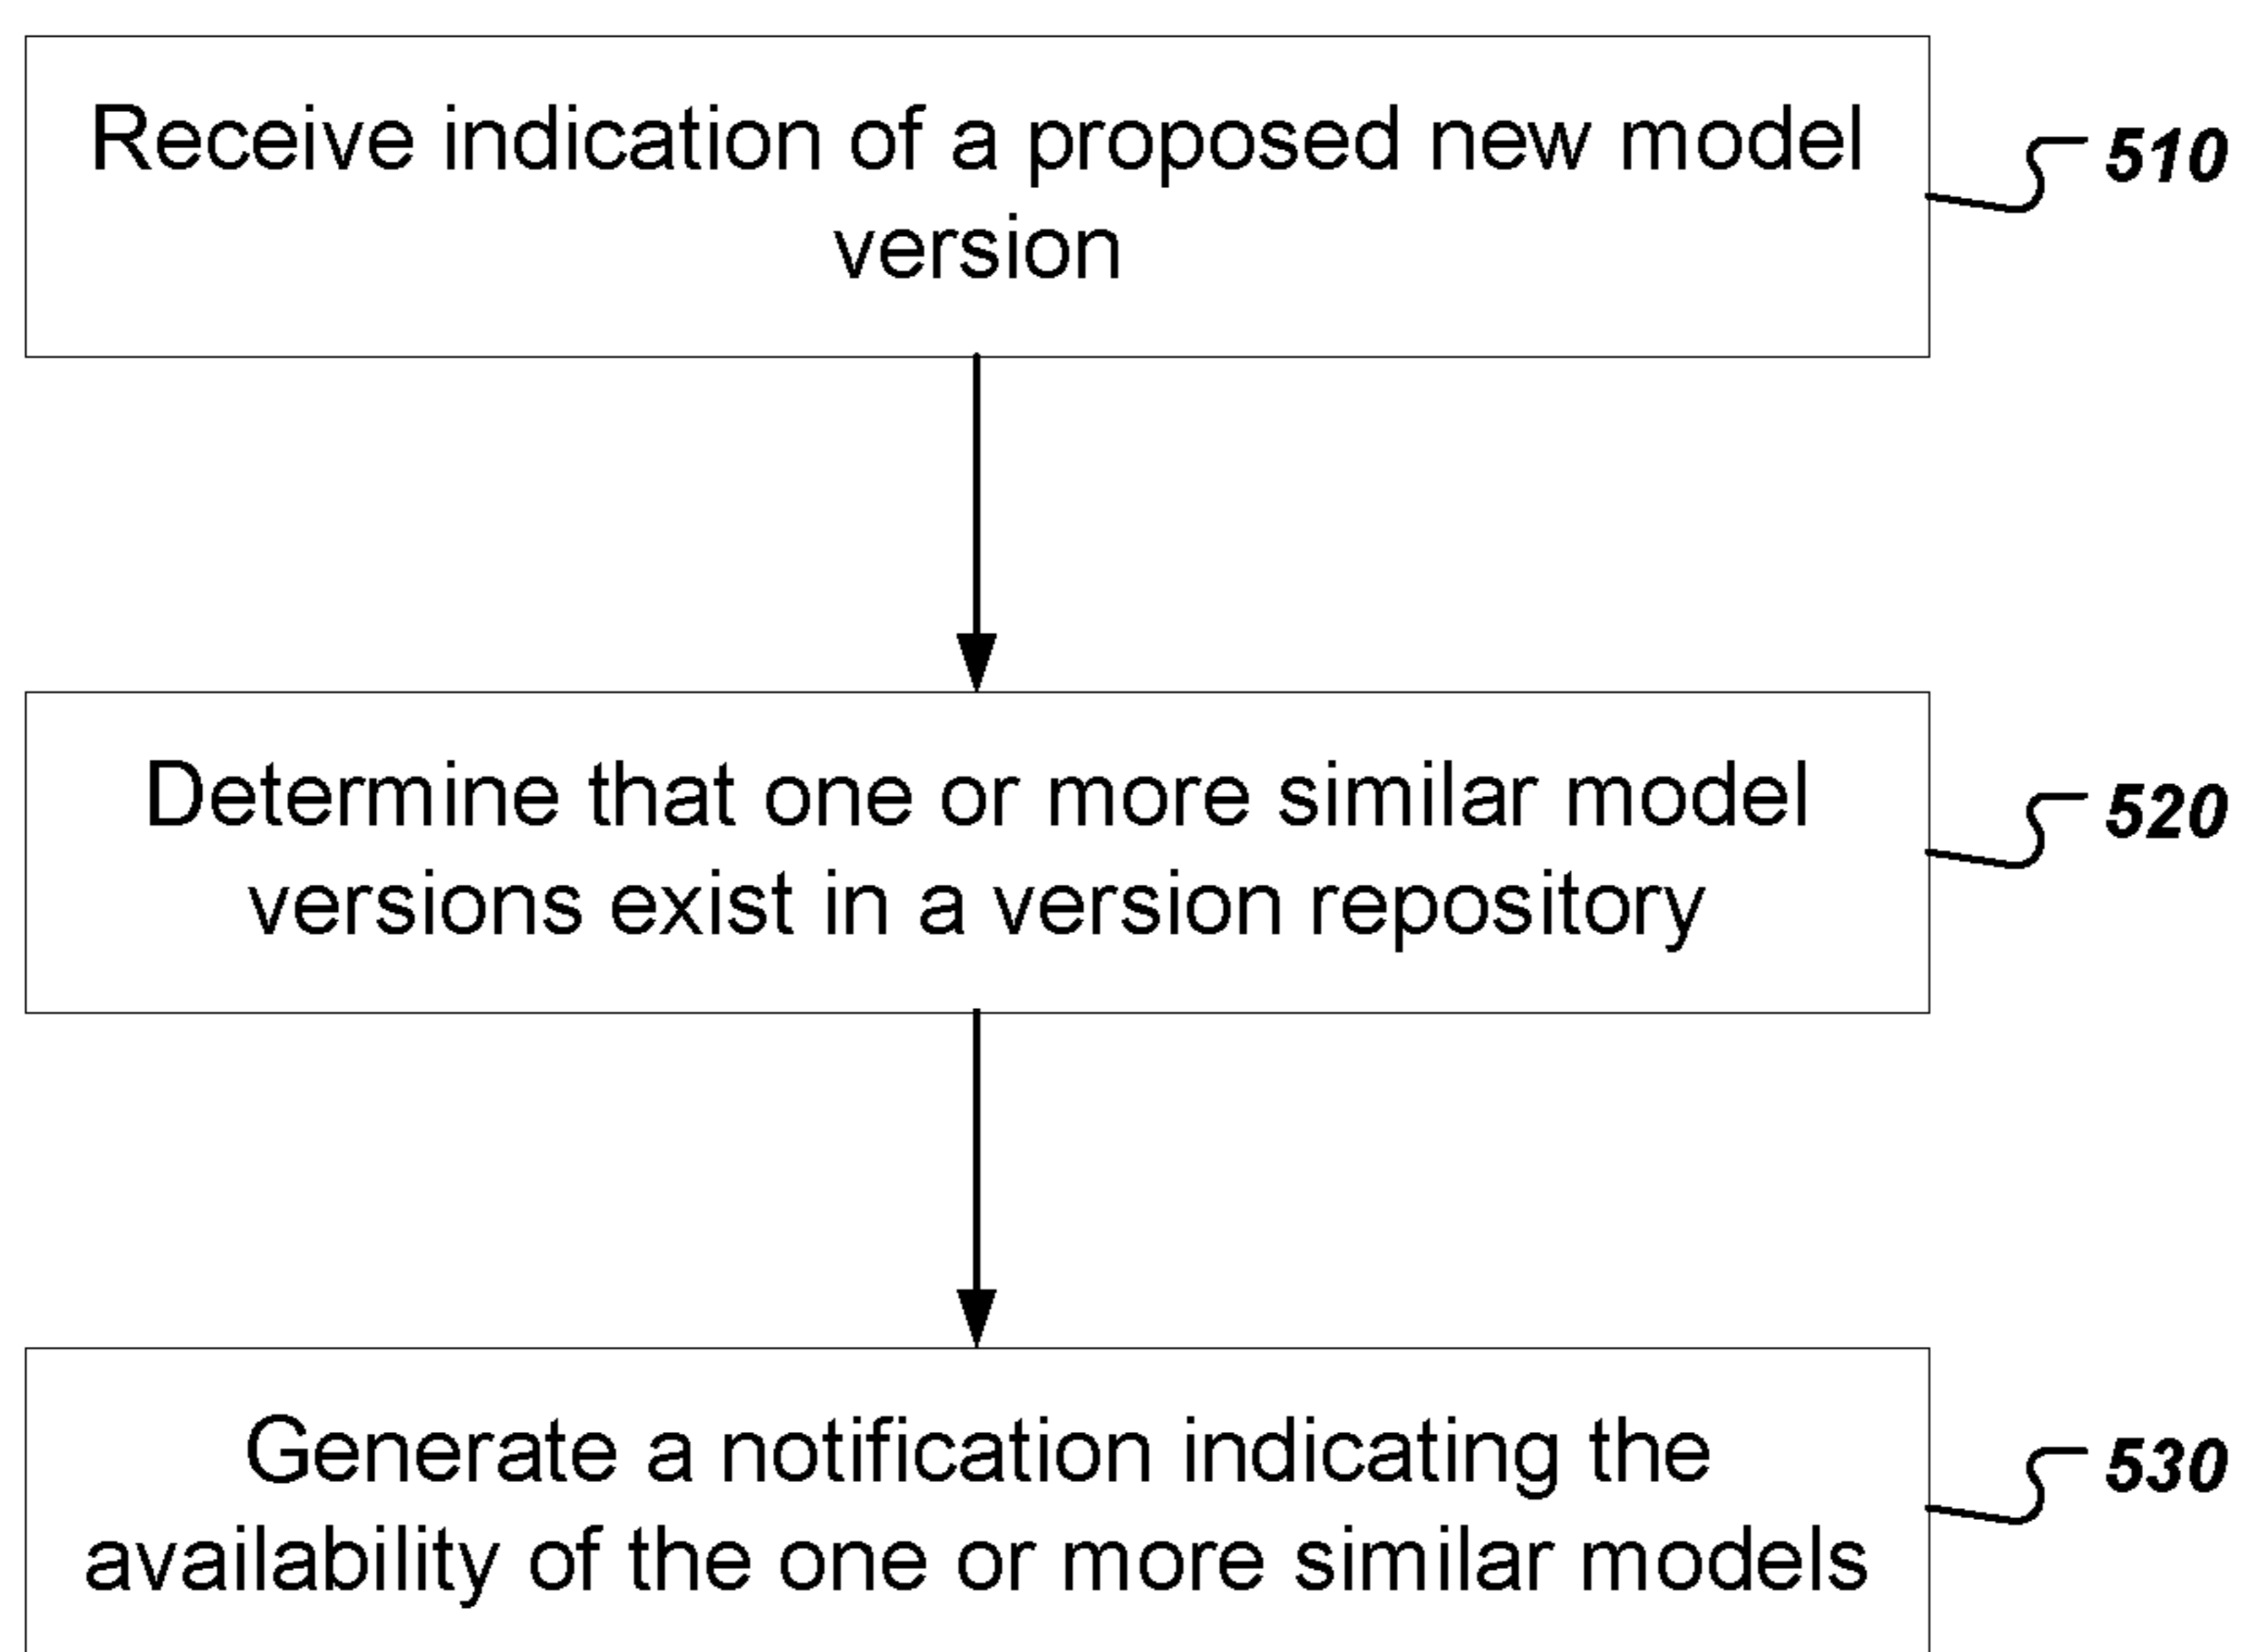 Receive indication of a proposed new model
version
510
Determine that one or more similar model
versions exist in a version repository
520
Generate a notification indicating the
availability of the one or more similar models
530